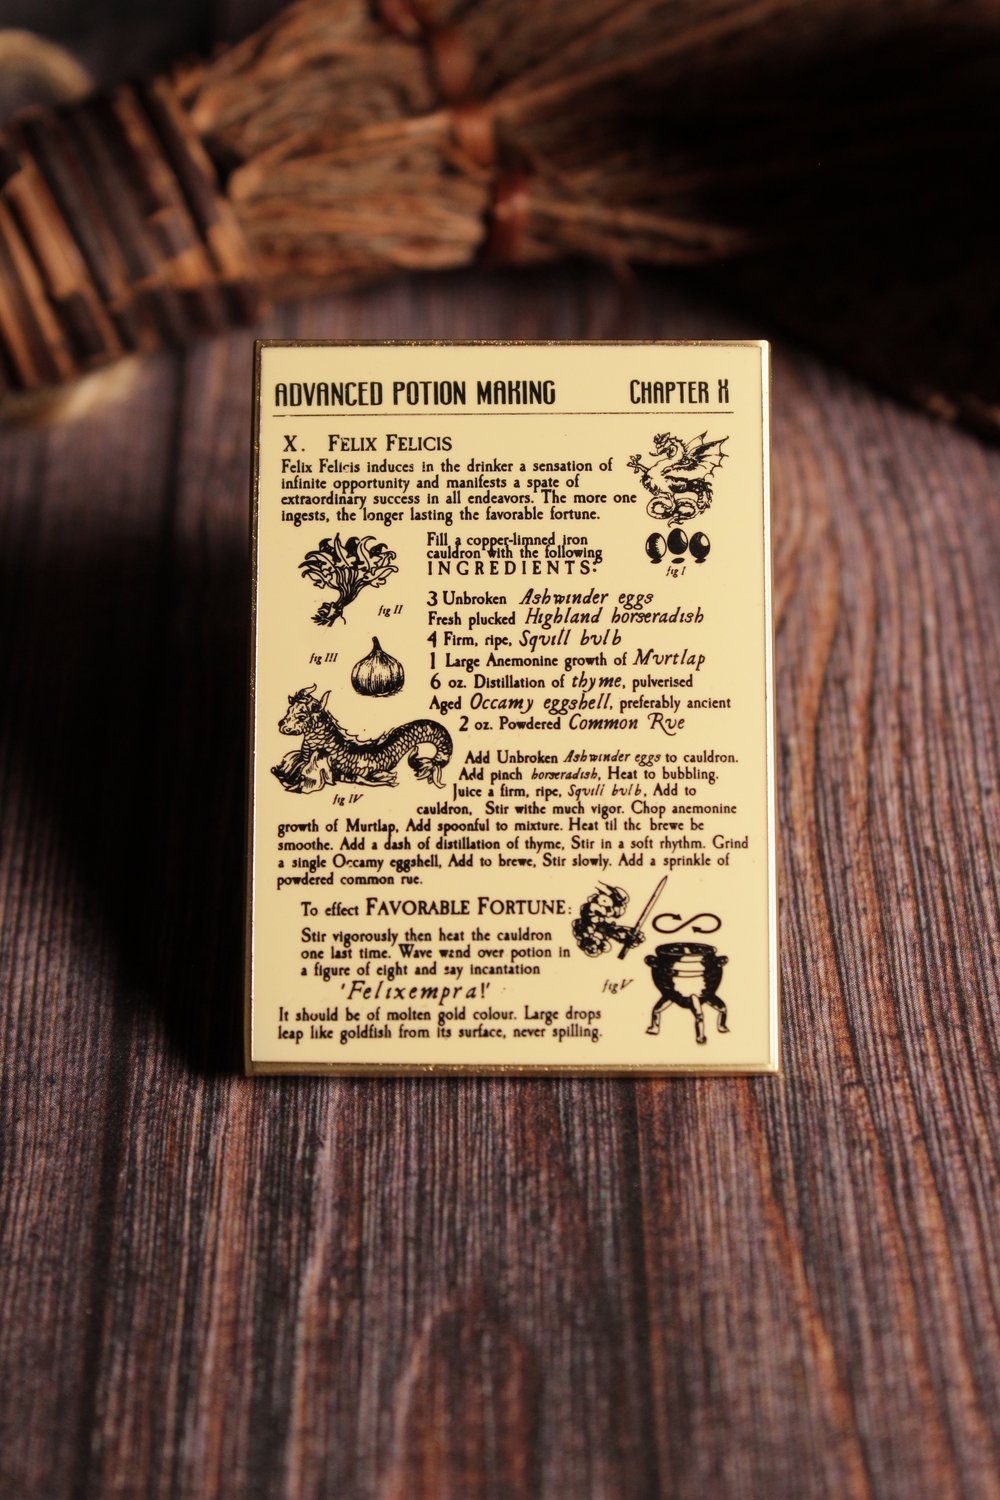 ADVANCED POTION MAKING CHAPTER X
X. FELIX FELICIS
Felix Felicis induces in the drinker a sensation of
infinite opportunity and manifests a spate of
extraordinary success in all endeavors. The more one
ingests, the longer lasting the favorable fortune.
Fill a copper-limned iron
cauldron with the following
INGREDIENTS:
fig I
3 Unbroken Ashwinder eggs
fig II
Fresh plucked Highland horseradish
4 Firm, ripe, Sqvill bvlb
fig III
1 Large Anemonine growth of Mvrtlap
6 oz. Distillation of thyme, pulverised
Aged Occamy eggshell, preferably ancient
2 oz. Powdered Common Rve
Add Unbroken Ashwinder eggs to cauldron.
Add pinch horseradish, Heat to bubbling.
Juice a firm, ripe, Sqvill bvlb, Add to
fig IV
cauldron, Stir withe much vigor. Chop anemonine
growth of Murtlap, Add spoonful to mixture. Heat til the brewe be
smoothe. Add a dash of distillation of thyme, Stir in a soft rhythm. Grind
a single Occamy eggshell, Add to brewe, Stir slowly. Add a sprinkle of
powdered common rue.
To effect FAVORABLE FORTUNE:
Stir vigorously then heat the cauldron
one last time. Wave wand over potion in
a figure of eight and say incantation
fig V
'Felixempra!'
It should be of molten gold colour. Large drops
leap like goldfish from its surface, never spilling.